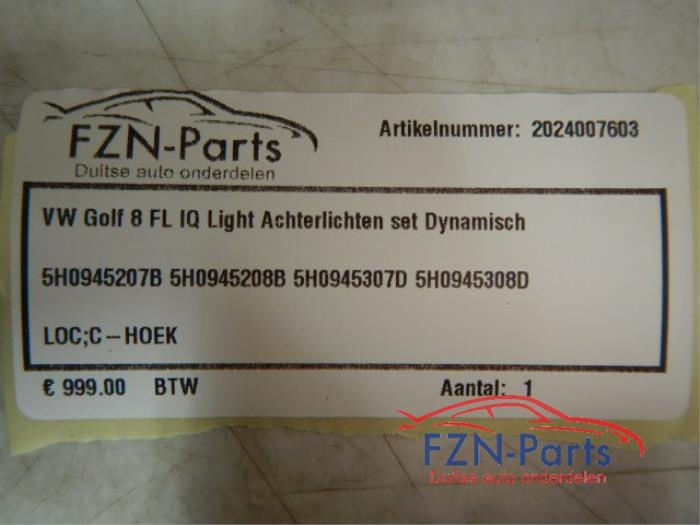 FZN-Parts
Duitse auto onderdelen
Artikelnummer: 2024007603
VW Golf 8 FL IQ Light Achterlichten set Dynamisch
5H0945207B 5H0945208B 5H0945307D 5H0945308D
LOC;C-HOEK
€ 999.00 BTW Aantal: 1
FZN-Parts
Duitse auto onderdelen